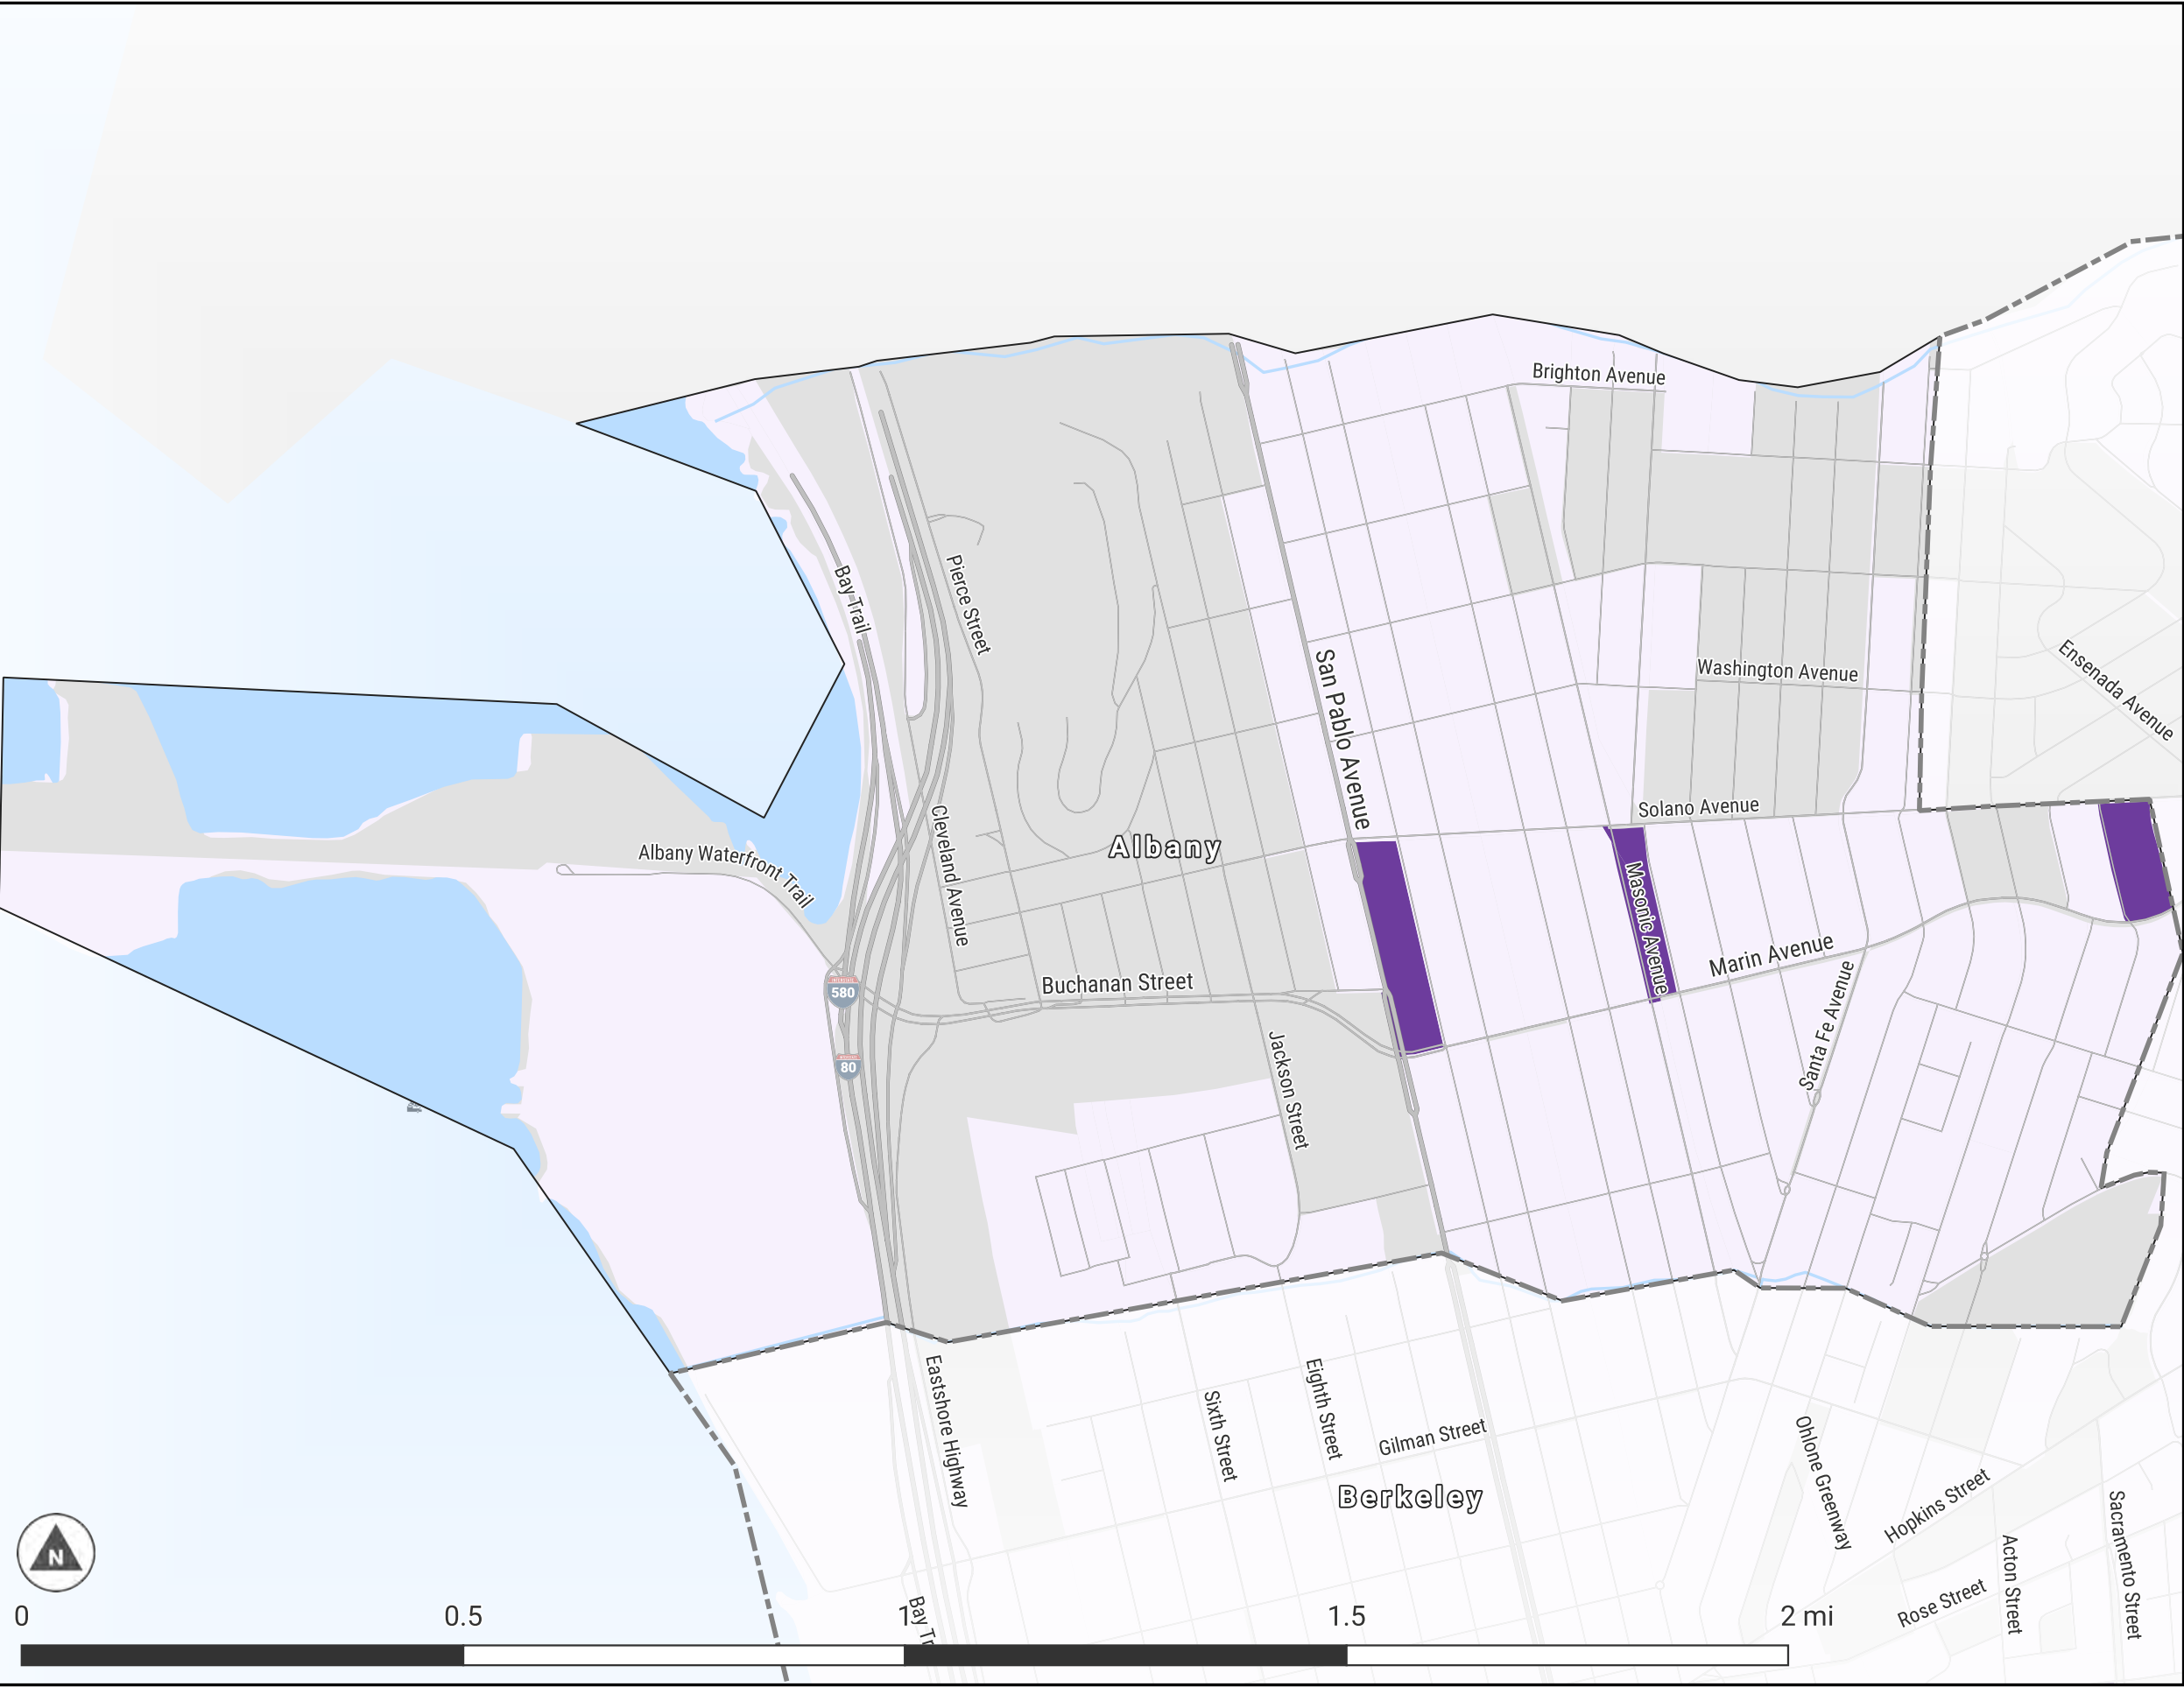 Brighton Avenue
Bay Trail
Pierce Street
San Pablo Avenue
Washington Avenue
Ensenada Avenue
Solano Avenue
Cleveland Avenue
Albany
Albany Waterfront Trail
Masonic Avenue
Marin Avenue
Buchanan Street
580
Santa Fe Avenue
80
Jackson Street
Eastshore Highway
Sixth Street
Eighth Street
Gilman Street
Berkeley
Ohlone Greenway
Hopkins Street
Acton Street
Sacramento Street
Rose Street
N
Bay Tr
0 0.5 1 1.5 2 mi